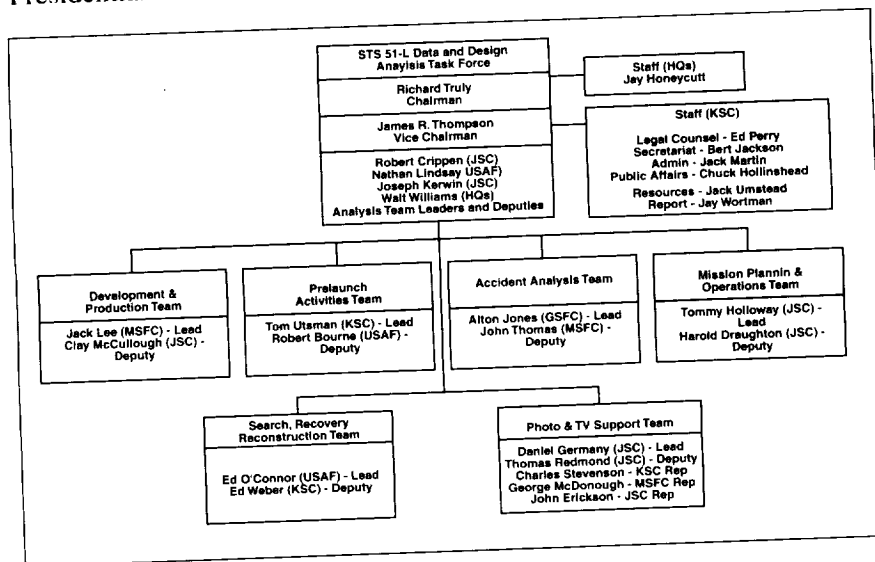 STS 51-L Data and Design
Anaylsis Task Force
Richard Truly
Chairman
James R. Thompson
Vice Chairman
Robert Crippen (JSC)
Nathan Lindsay USAF)
Joseph Kerwin (JSC)
Walt Williams (HQs)
Analysis Team Leaders and Deputies
Staff (HQs)
Jay Honeycutt
Staff (KSC)
Legal Counsel - Ed Perry
Secretariat - Bert Jackson
Admin - Jack Martin
Public Affairs - Chuck Hollinshead
Resources - Jack Umstead
Report - Jay Wortman
Development &
Production Team
Jack Lee (MSFC) - Lead
Clay McCullough (JSC) -
Deputy
Prelaunch
Activities Team
Tom Utsman (KSC) - Lead
Robert Bourne (USAF) -
Deputy
Accident Analysis Team
Alton Jones (GSFC) - Lead
John Thomas (MSFC) -
Deputy
Mission Plannin &
Operations Team
Tommy Holloway (JSC) -
Lead
Harold Draughton (JSC) -
Deputy
Search, Recovery
Reconstruction Team
Ed O'Connor (USAF) - Lead
Ed Weber (KSC) - Deputy
Photo & TV Support Team
Daniel Germany (JSC) - Lead
Thomas Redmond (JSC) - Deputy
Charles Stevenson - KSC Rep
George McDonough - MSFC Rep
John Erickson - JSC Rep